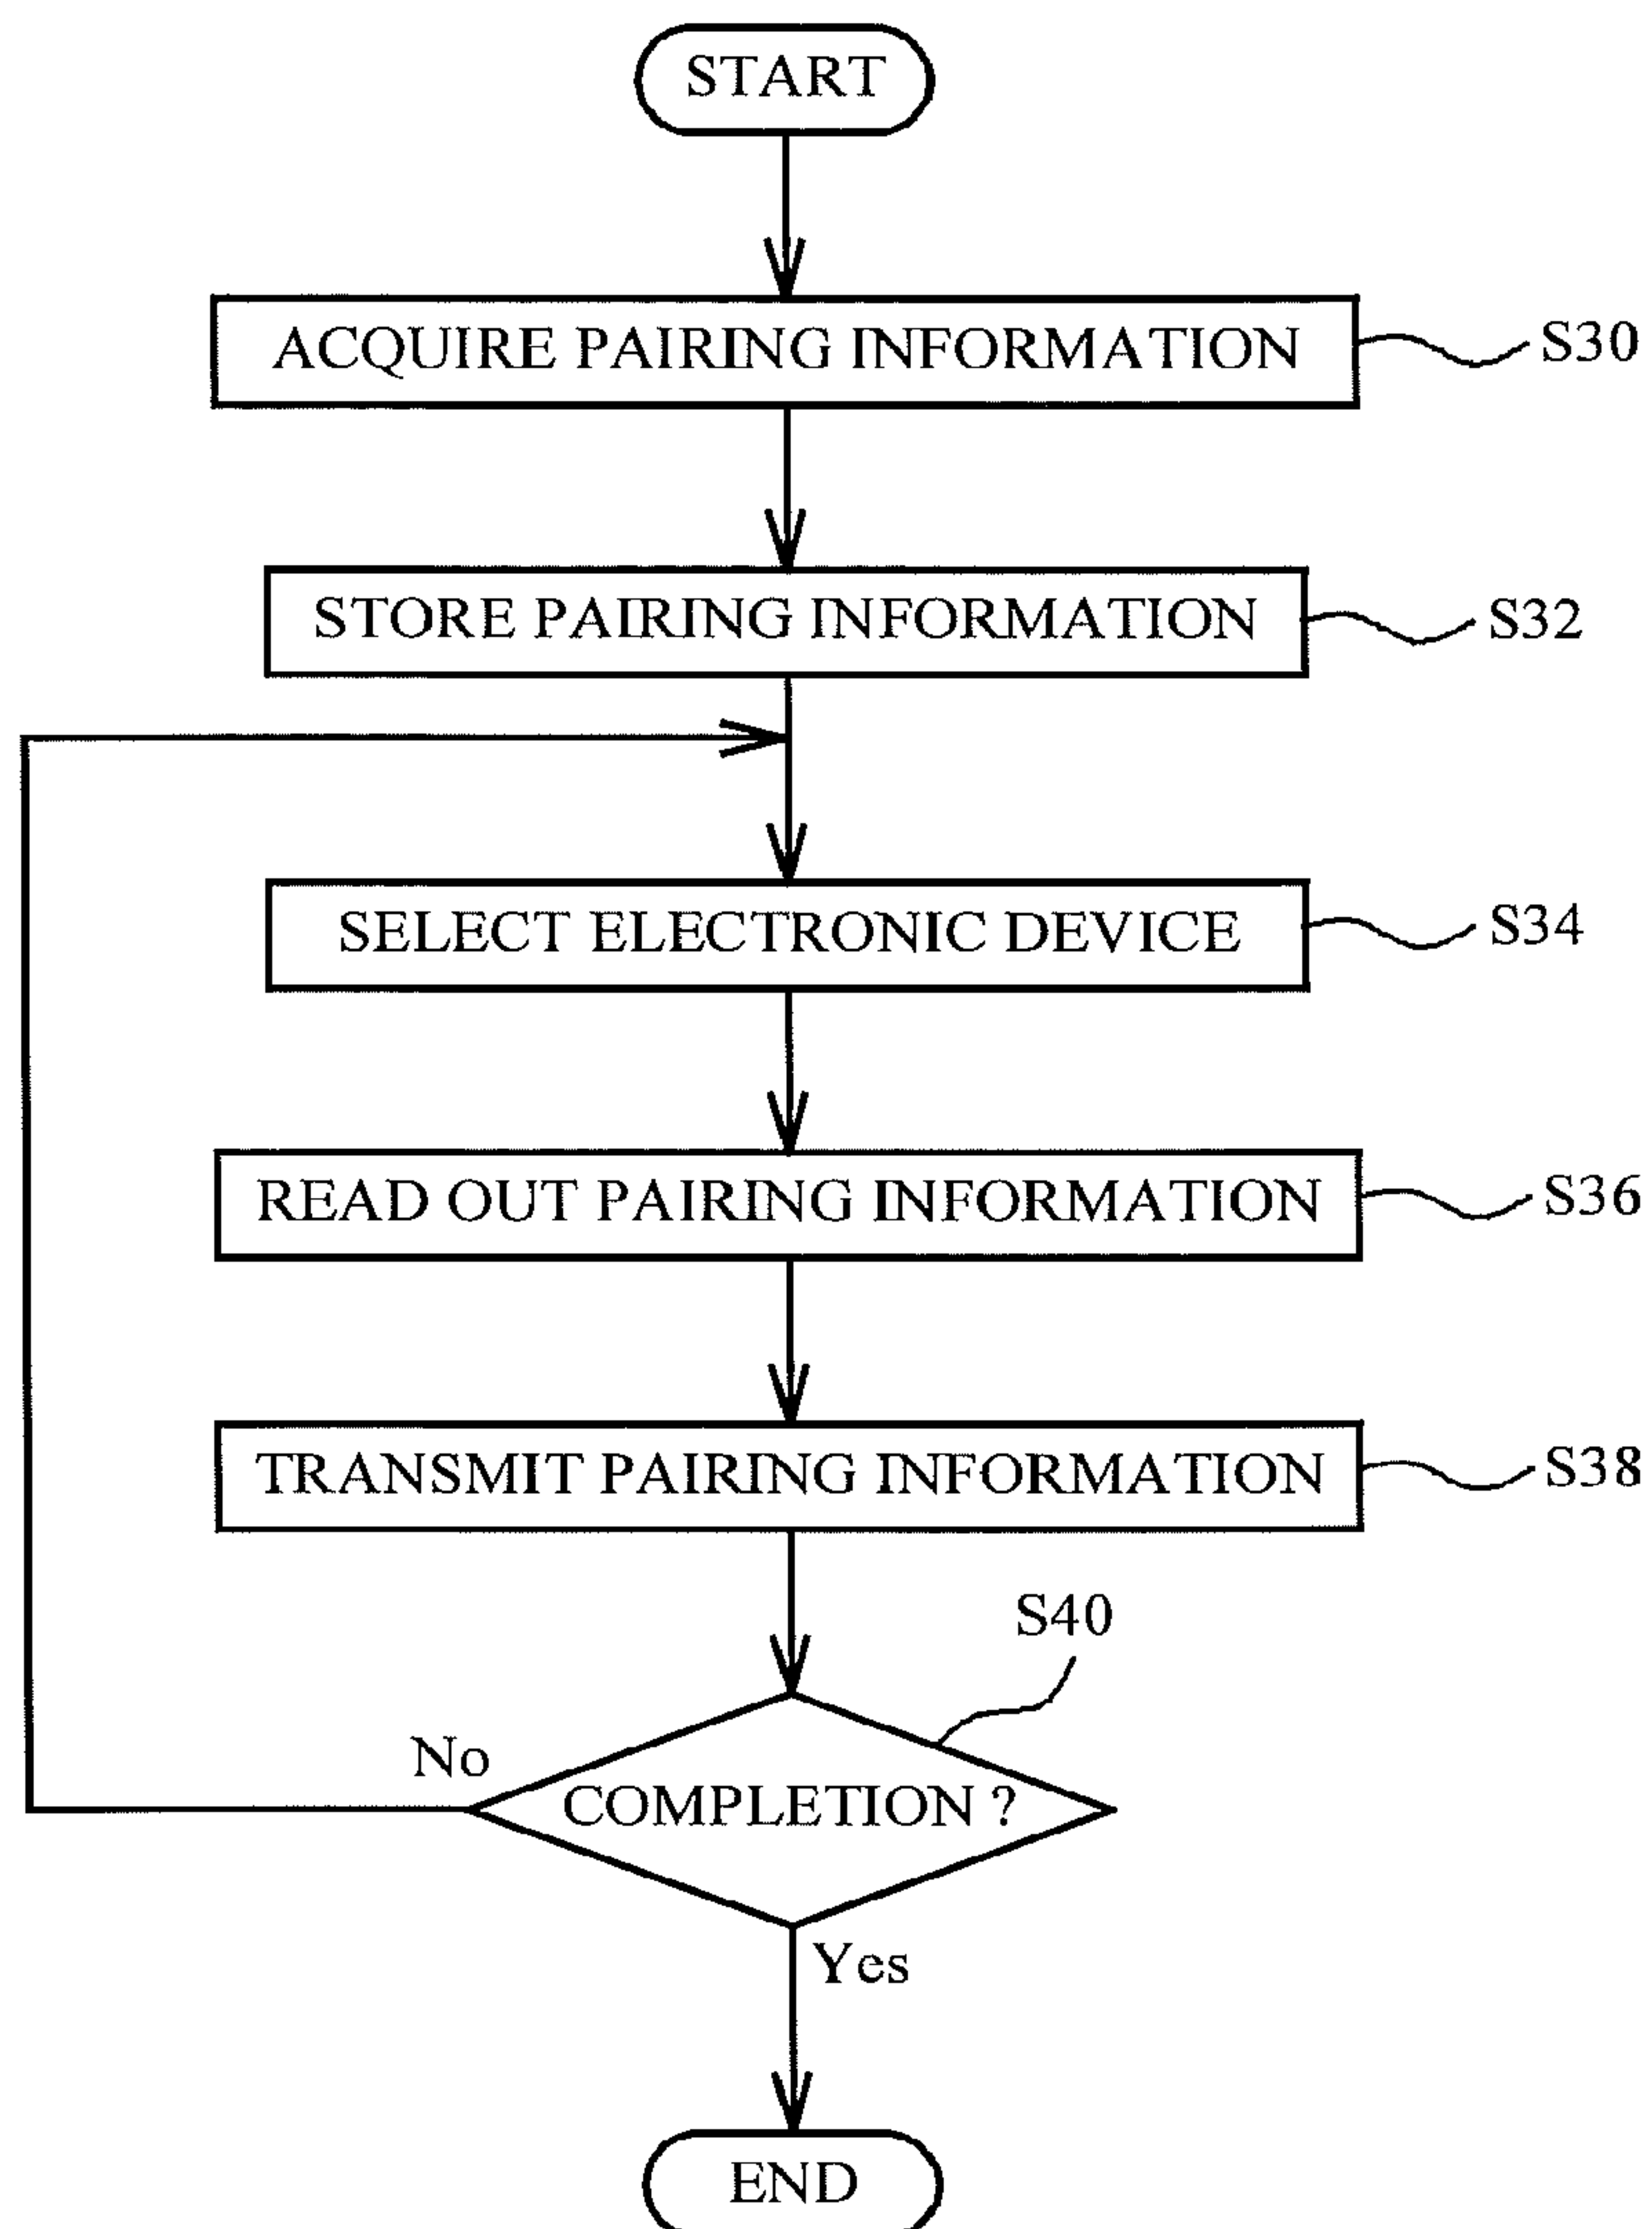 START
ACQUIRE PAIRING INFORMATION
S30
STORE PAIRING INFORMATION
S32
SELECT ELECTRONIC DEVICE
S34
READ OUT PAIRING INFORMATION
S36
TRANSMIT PAIRING INFORMATION
S38
S40
No
COMPLETION ?
Yes
END